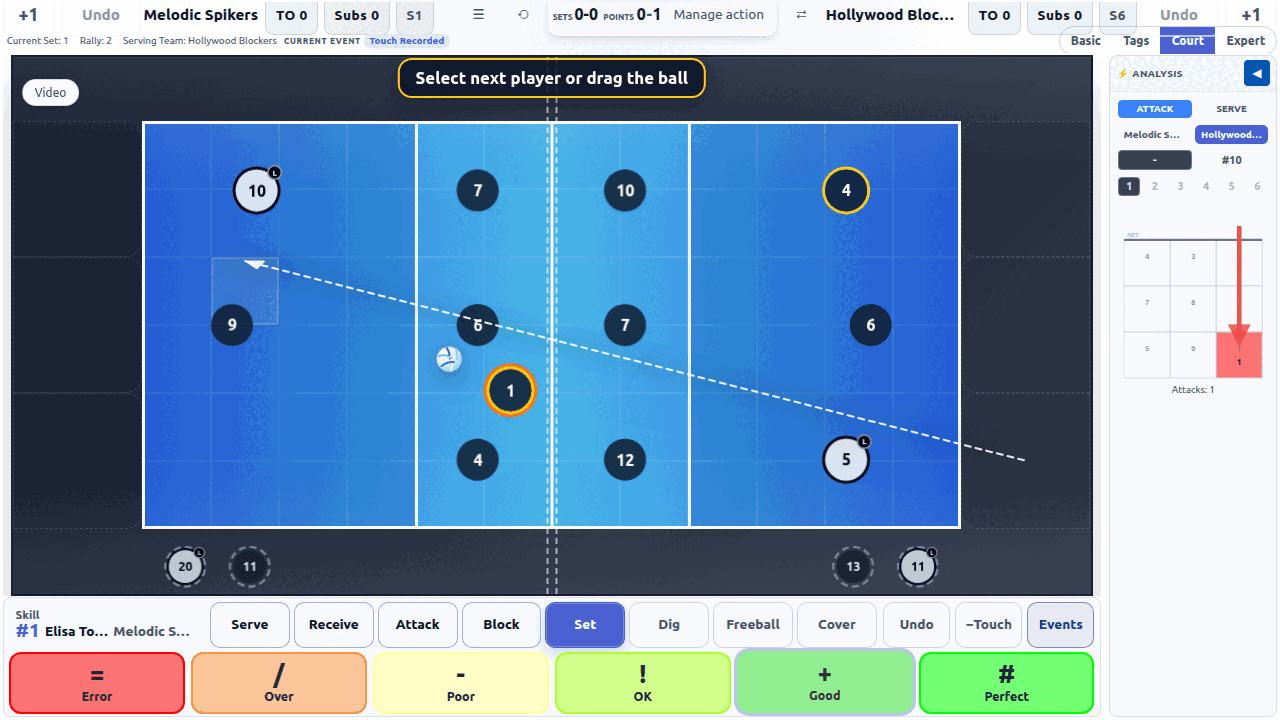 +1 Undo Melodic Spikers TO 0 Subs 0 S1 ☰ SETS 0-0 POINTS 0-1 Manage action Hollywood Bloc... TO 0 Subs 0 S6 Undo +1
Current Set: 1 Rally: 2 Serving Team: Hollywood Blockers CURRENT EVENT Touch Recorded
Basic Tags Court Expert
Video
Select next player or drag the ball
⚡ ANALYSIS ◀
ATTACK SERVE
Melodic S... Hollywood...
- #10
1 2 3 4 5 6
10 L 7 10 4
9 6 7 6
1
4 12 5 L
20 L 11 13 11 L
NET
4 3
7 8
5 6 1
Attacks: 1
Skill
#1 Elisa To... Melodic S...
Serve Receive Attack Block Set Dig Freeball Cover Undo −Touch Events
= / - ! + #
Error Over Poor OK Good Perfect